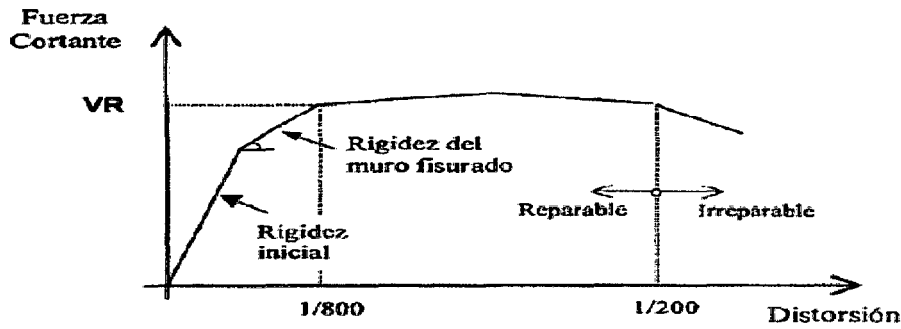 Fuerza
Cortante
VR
Rigidez del
muro fisurado
Rigidez
inicial
Reparable
Irreparable
1/800
1/200
Distorsión